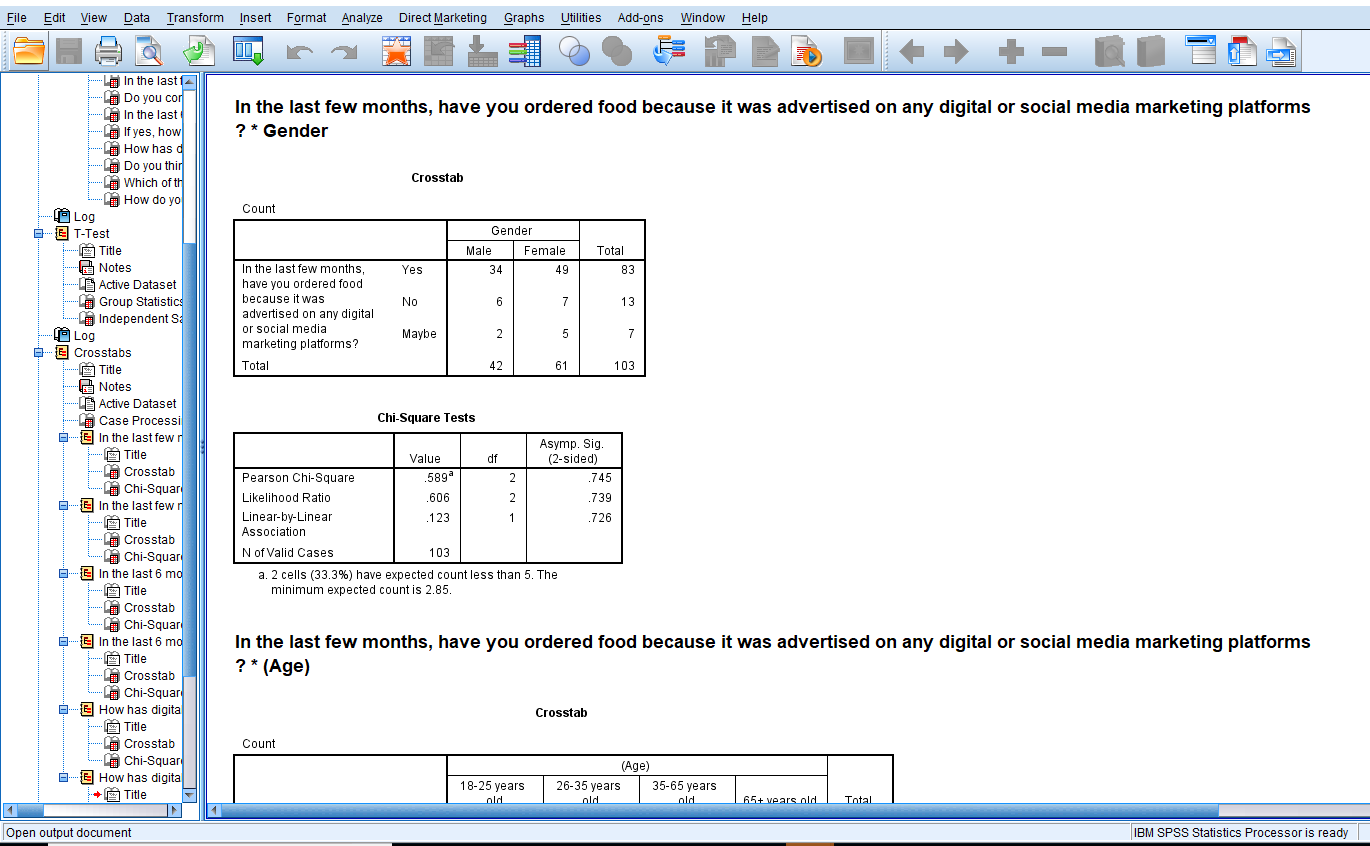 File Edit View Data Transform Insert Format Analyze Direct Marketing Graphs Utilities Add-ons Window Help
In the last f
Do you cor
In the last
If yes, how
How has d
Do you thir
Which of th
How do yo
Log
T-Test
Title
Notes
Active Dataset
Group Statistics
Independent Sa
Log
Crosstabs
Title
Notes
Active Dataset
Case Processi
In the last few r
Title
Crosstab
Chi-Squar
In the last few r
Title
Crosstab
Chi-Squar
In the last 6 mo
Title
Crosstab
Chi-Squar
In the last 6 mo
Title
Crosstab
Chi-Squar
How has digita
Title
Crosstab
Chi-Squar
How has digita
Title
In the last few months, have you ordered food because it was advertised on any digital or social media marketing platforms
? * Gender
Crosstab
Count
Gender
Male Female Total
In the last few months, Yes 34 49 83
have you ordered food
because it was No 6 7 13
advertised on any digital
or social media Maybe 2 5 7
marketing platforms?
Total 42 61 103
Chi-Square Tests
Asymp. Sig.
Value df (2-sided)
Pearson Chi-Square .589a 2 .745
Likelihood Ratio .606 2 .739
Linear-by-Linear .123 1 .726
Association
N of Valid Cases 103
a. 2 cells (33.3%) have expected count less than 5. The
minimum expected count is 2.85.
In the last few months, have you ordered food because it was advertised on any digital or social media marketing platforms
? * (Age)
Crosstab
Count
(Age)
18-25 years 26-35 years 35-65 years
old old old 65+ years old Total
Open output document IBM SPSS Statistics Processor is ready